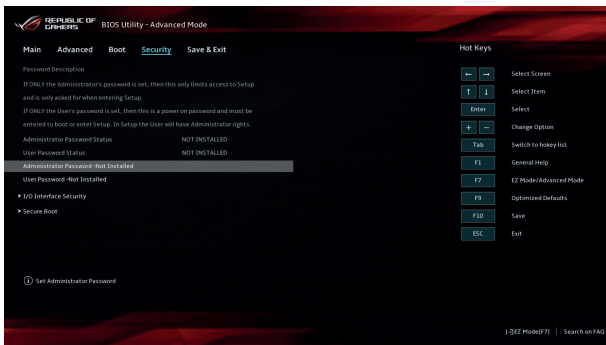 REPUBLIC OF
GAMERS
BIOS Utility - Advanced Mode
Main Advanced Boot Security Save & Exit
Hot Keys
Password Description
If ONLY the Administrator's password is set, then this only limits access to Setup
and is only asked for when entering Setup.
If ONLY the User's password is set, then this is a power on password and must be
entered to boot or enter Setup. In Setup the User will have Administrator rights.
Administrator Password Status NOT INSTALLED
User Password Status NOT INSTALLED
Administrator Password -Not Installed
User Password -Not Installed
I/O Interface Security
Secure Boot
← → Select Screen
↑ ↓ Select Item
Enter Select
+ − Change Option
Tab Switch to hokey list
F1 General Help
F7 EZ Mode/Advanced Mode
F9 Optimized Defaults
F10 Save
ESC Exit
Set Administrator Password
EZ Mode(F7) | Search on FAQ